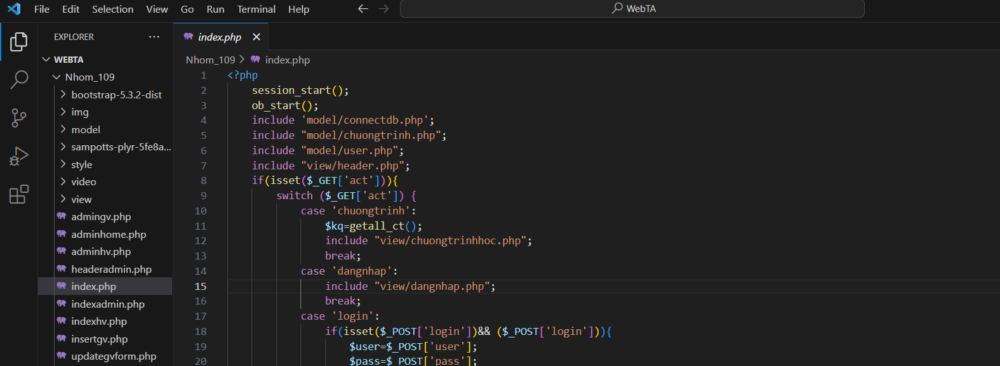 File Edit Selection View Go Run Terminal Help
WebTA
EXPLORER
WEBTA
Nhom_109
bootstrap-5.3.2-dist
img
model
sampotts-plyr-5fe8a...
style
video
view
admingv.php
adminhome.php
adminhv.php
headeradmin.php
index.php
indexadmin.php
indexhv.php
insertgv.php
updategvform.php
index.php
Nhom_109 > index.php
1 <?php
2 session_start();
3 ob_start();
4 include 'model/connectdb.php';
5 include "model/chuongtrinh.php";
6 include "model/user.php";
7 include "view/header.php";
8 if(isset($_GET['act'])){
9 switch ($_GET['act']) {
10 case 'chuongtrinh':
11 $kq=getall_ct();
12 include "view/chuongtrinhhoc.php";
13 break;
14 case 'dangnhap':
15 include "view/dangnhap.php";
16 break;
17 case 'login':
18 if(isset($_POST['login'])&& ($_POST['login'])){
19 $user=$_POST['user'];
20 $pass=$_POST['pass'];